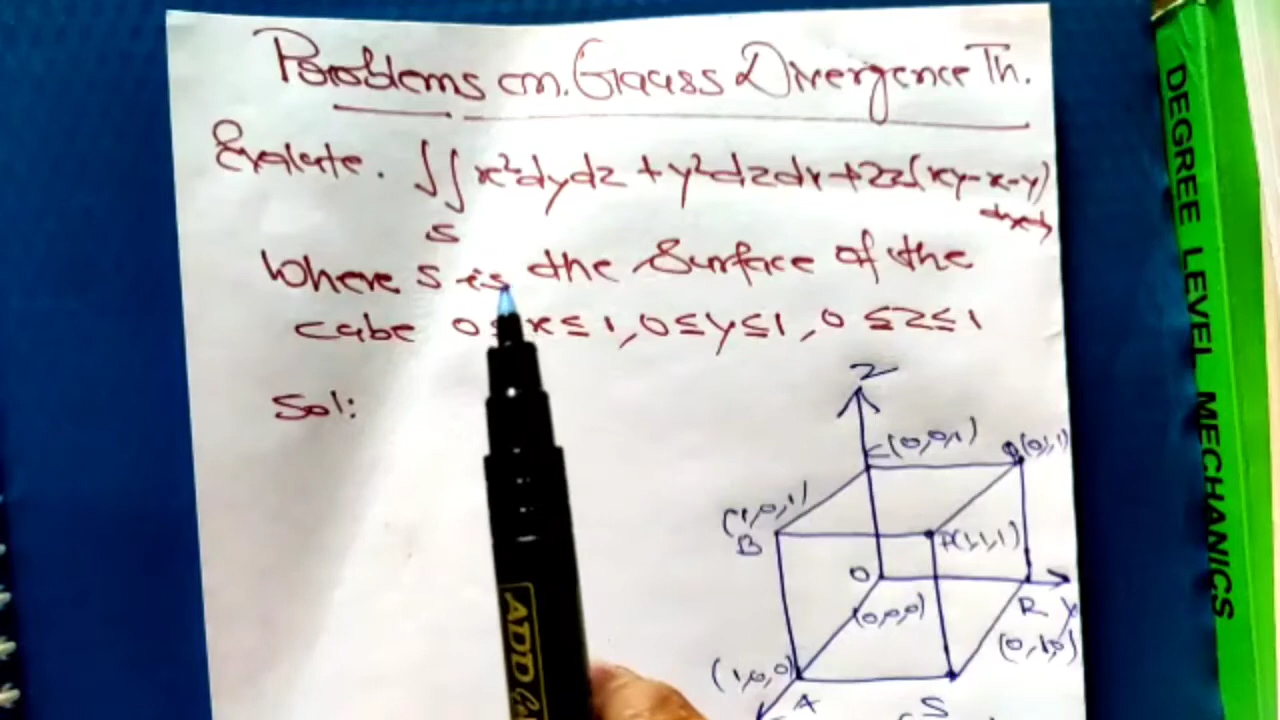 Problems on. Gauss Divergence Th.
Evalute. ∬ x²dydz + y²dzdx + 2z(xy-x-y)
S dxdy
Where S is the Surface of the
cube 0 ≤ x ≤ 1, 0 ≤ y ≤ 1, 0 ≤ z ≤ 1
Sol:
Z
C (0,0,1)
(0,1,1)
(1,0,1)
B
P(1,1,1)
O
(0,0,0)
R Y
(0,1,0)
(1,0,0)
A
S
DEGREE LEVEL MECHANICS
ADD